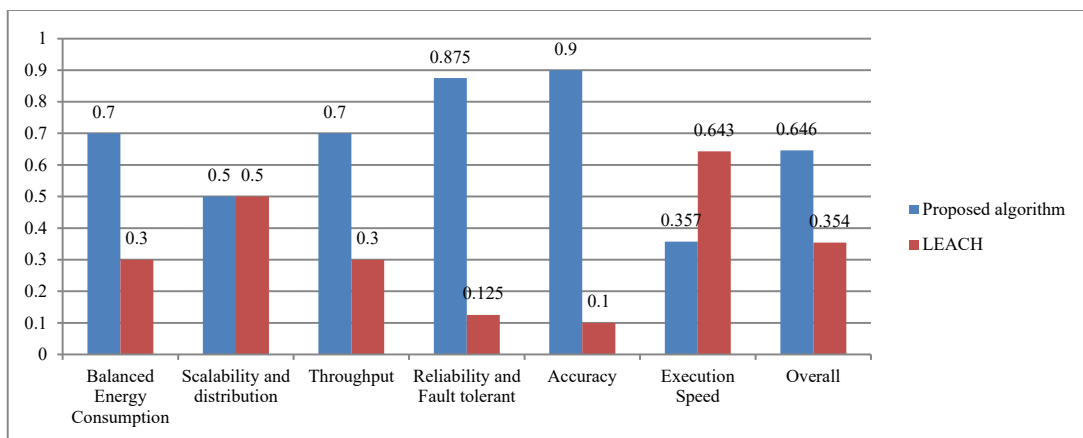 1
0.9
0.8
0.7
0.6
0.5
0.4
0.3
0.2
0.1
0
0.7
0.3
0.5
0.5
0.7
0.3
0.875
0.125
0.9
0.1
0.357
0.643
0.646
0.354
Balanced
Energy
Consumption
Scalability and
distribution
Throughput
Reliability and
Fault tolerant
Accuracy
Execution
Speed
Overall
Proposed algorithm
LEACH